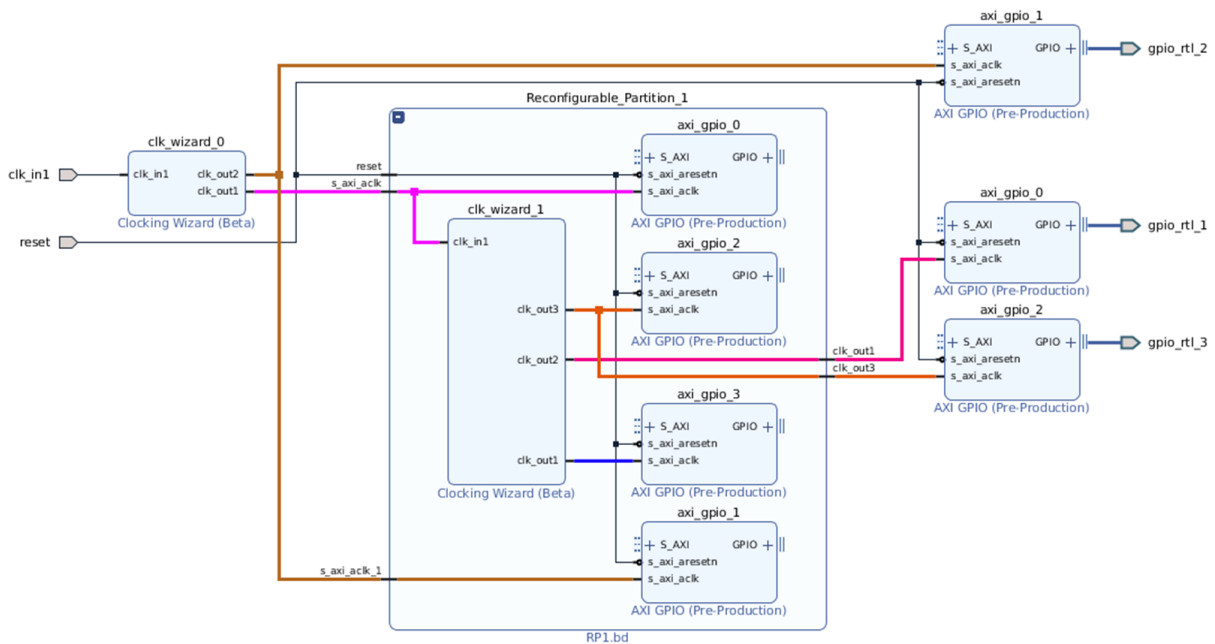 axi_gpio_1
+ S_AXI GPIO +
gpio_rtl_2
s_axi_aclk
s_axi_aresetn
AXI GPIO (Pre-Production)
Reconfigurable_Partition_1
clk_wizard_0
clk_in1
clk_in1 clk_out2
clk_out1
Clocking Wizard (Beta)
reset
reset
s_axi_aclk
axi_gpio_0
+ S_AXI GPIO +
s_axi_aresetn
s_axi_aclk
AXI GPIO (Pre-Production)
clk_wizard_1
clk_in1
clk_out3
clk_out2
clk_out1
Clocking Wizard (Beta)
axi_gpio_2
+ S_AXI GPIO +
s_axi_aresetn
s_axi_aclk
AXI GPIO (Pre-Production)
axi_gpio_3
+ S_AXI GPIO +
s_axi_aresetn
s_axi_aclk
AXI GPIO (Pre-Production)
axi_gpio_1
+ S_AXI GPIO +
s_axi_aresetn
s_axi_aclk
AXI GPIO (Pre-Production)
s_axi_aclk_1
RP1.bd
clk_out1
clk_out3
axi_gpio_0
+ S_AXI GPIO +
gpio_rtl_1
s_axi_aresetn
s_axi_aclk
AXI GPIO (Pre-Production)
axi_gpio_2
+ S_AXI GPIO +
gpio_rtl_3
s_axi_aresetn
s_axi_aclk
AXI GPIO (Pre-Production)